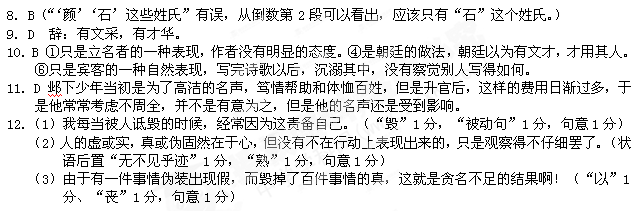 8. B（“‘颜’‘石’这些姓氏”有误，从倒数第2段可以看出，应该只有“石”这个姓氏。）
9. D 辞：有文采，有才华。
10. B ①只是立名者的一种表现，作者没有明显的态度。④是朝廷的做法，朝廷以为有文才，才用其人。
⑥只是宾客的一种自然表现，写完诗歌以后，沉溺其中，没有察觉别人写得如何。
11. D 邺下少年当初是为了高洁的名声，笃情帮助和体恤百姓，但是升官后，这样的费用日渐过多，于
是他常常考虑不周全，并不是有意为之，但是他的名声还是受到影响。
12.（1）我每当被人诋毁的时候，经常因为这责备自己。（“毁”1分，“被动句”1分，句意1分）
（2）人的虚或实，真或伪固然在于心，但没有不在行动上表现出来的，只是观察得不仔细罢了。（状
语后置“无不见乎迹”1分，“熟”1分，句意1分）
（3）由于有一件事情伪装出现假，而毁掉了百件事情的真，这就是贪名不足的结果啊！（“以”1
分、“丧”1分，句意1分）